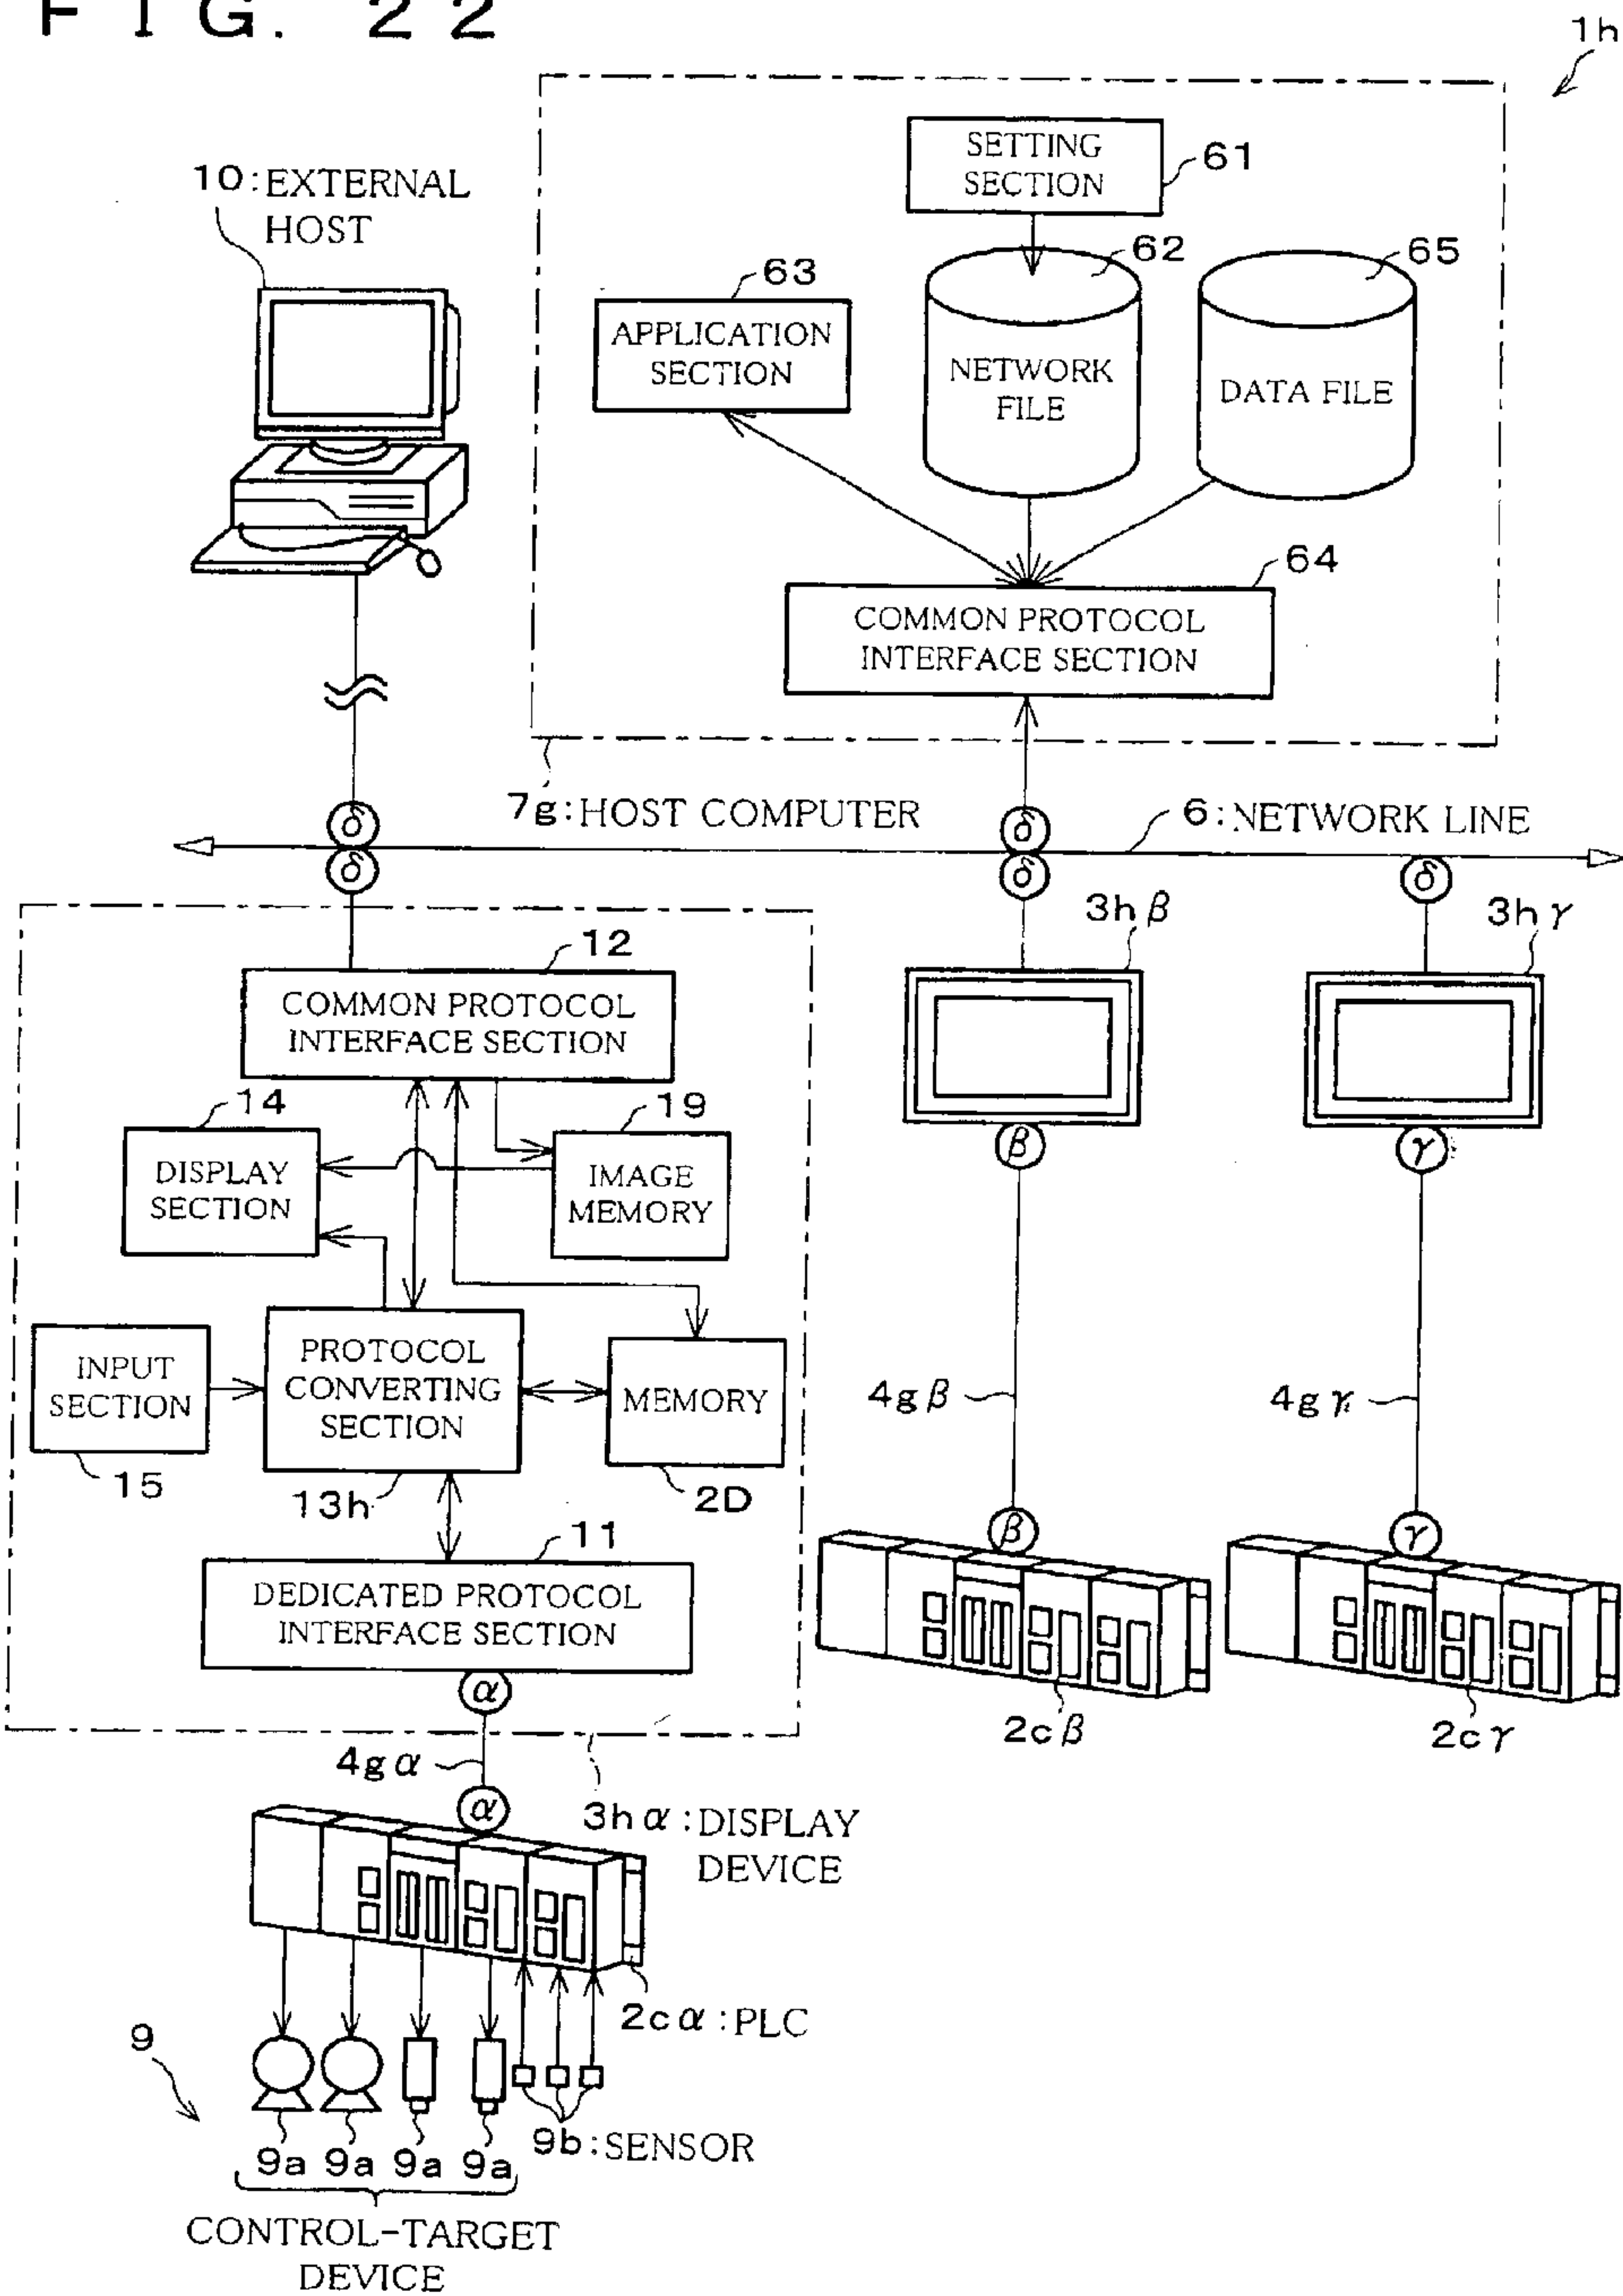 FIG. 22
1h
SETTING
SECTION
61
10:EXTERNAL
HOST
62
65
63
APPLICATION
SECTION
NETWORK
FILE
DATA FILE
64
COMMON PROTOCOL
INTERFACE SECTION
7g:HOST COMPUTER
6:NETWORK LINE
δ
δ
δ
δ
δ
3hβ
3hγ
12
COMMON PROTOCOL
INTERFACE SECTION
14
19
DISPLAY
SECTION
IMAGE
MEMORY
β
γ
INPUT
SECTION
PROTOCOL
CONVERTING
SECTION
MEMORY
4gβ
4gγ
15
13h
2D
11
β
γ
DEDICATED PROTOCOL
INTERFACE SECTION
α
2cβ
2cγ
4gα
α
3hα:DISPLAY
DEVICE
2cα:PLC
9
9a 9a 9a 9a
9b:SENSOR
CONTROL-TARGET
DEVICE